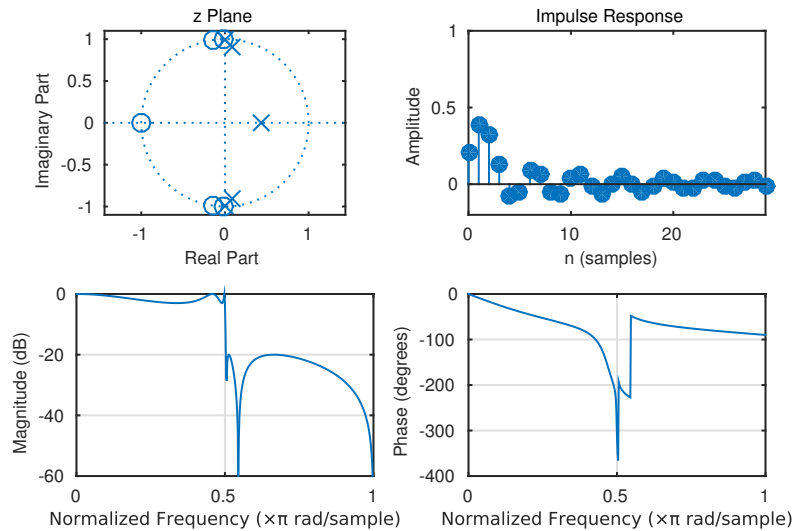 z Plane
Imaginary Part
1
0.5
0
-0.5
-1
-1
0
1
Real Part
Impulse Response
Amplitude
1
0.5
0
0
10
20
n (samples)
Magnitude (dB)
0
-20
-40
-60
0
0.5
1
Normalized Frequency (×π rad/sample)
Phase (degrees)
0
-100
-200
-300
-400
0
0.5
1
Normalized Frequency (×π rad/sample)